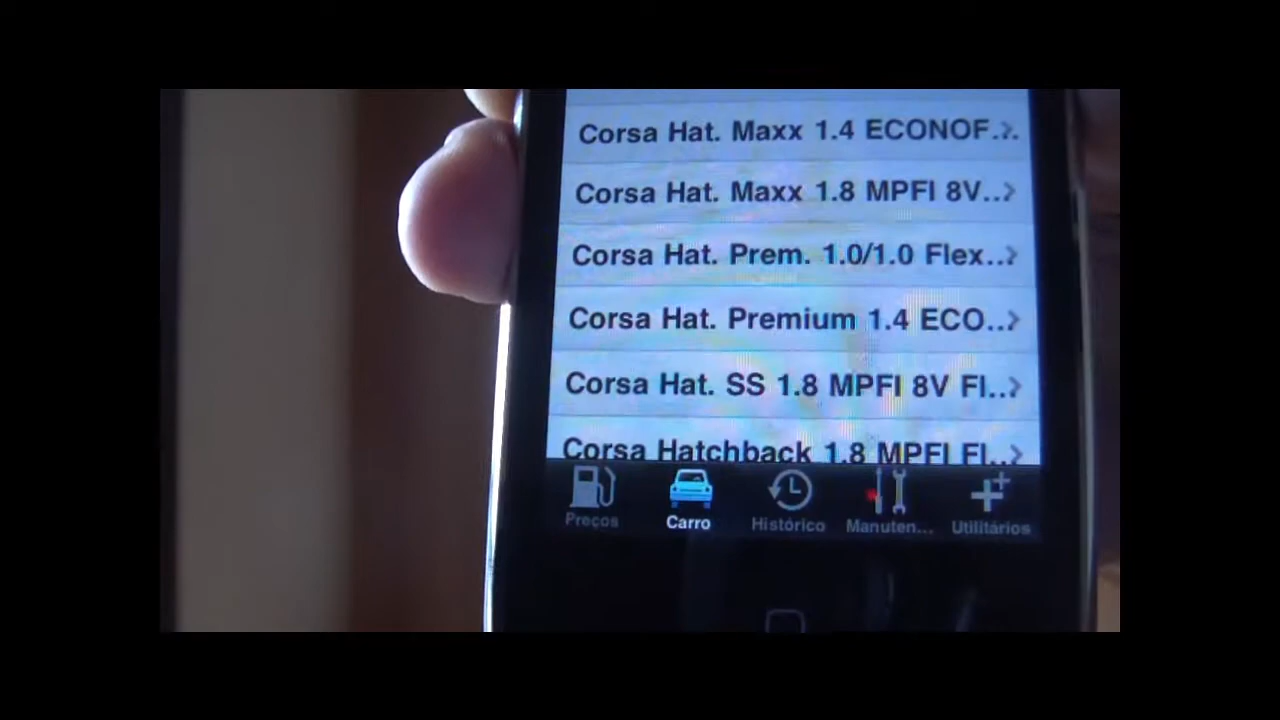 Corsa Hat. Maxx 1.4 ECONOF...
Corsa Hat. Maxx 1.8 MPFI 8V...
Corsa Hat. Prem. 1.0/1.0 Flex...
Corsa Hat. Premium 1.4 ECO...
Corsa Hat. SS 1.8 MPFI 8V Fl...
Corsa Hatchback 1.8 MPFI Fl...
Preços Carro Histórico Manuten... Utilitários